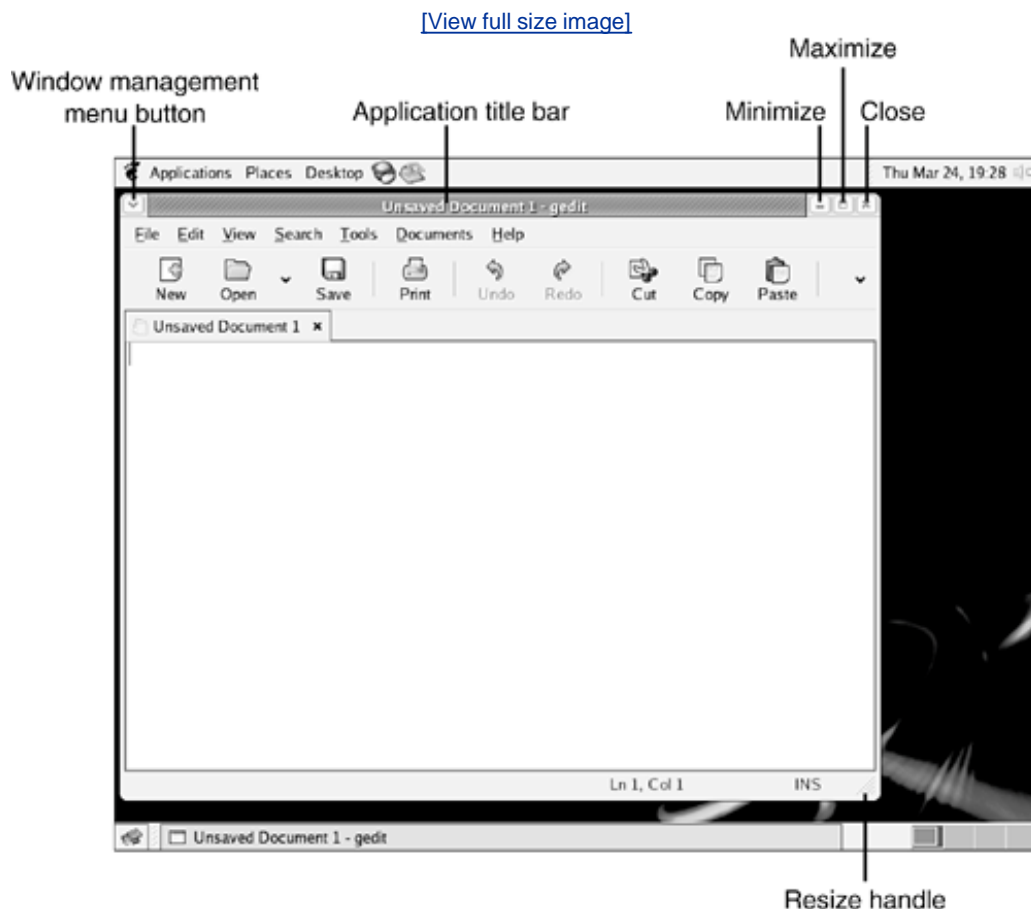 [View full size image]
Maximize
Window management
menu button
Application title bar
Minimize
Close
Applications Places Desktop
Thu Mar 24, 19:28
Unsaved Document 1 - gedit
File Edit View Search Tools Documents Help
New Open Save Print Undo Redo Cut Copy Paste
Unsaved Document 1
Ln 1, Col 1 INS
Unsaved Document 1 - gedit
Resize handle